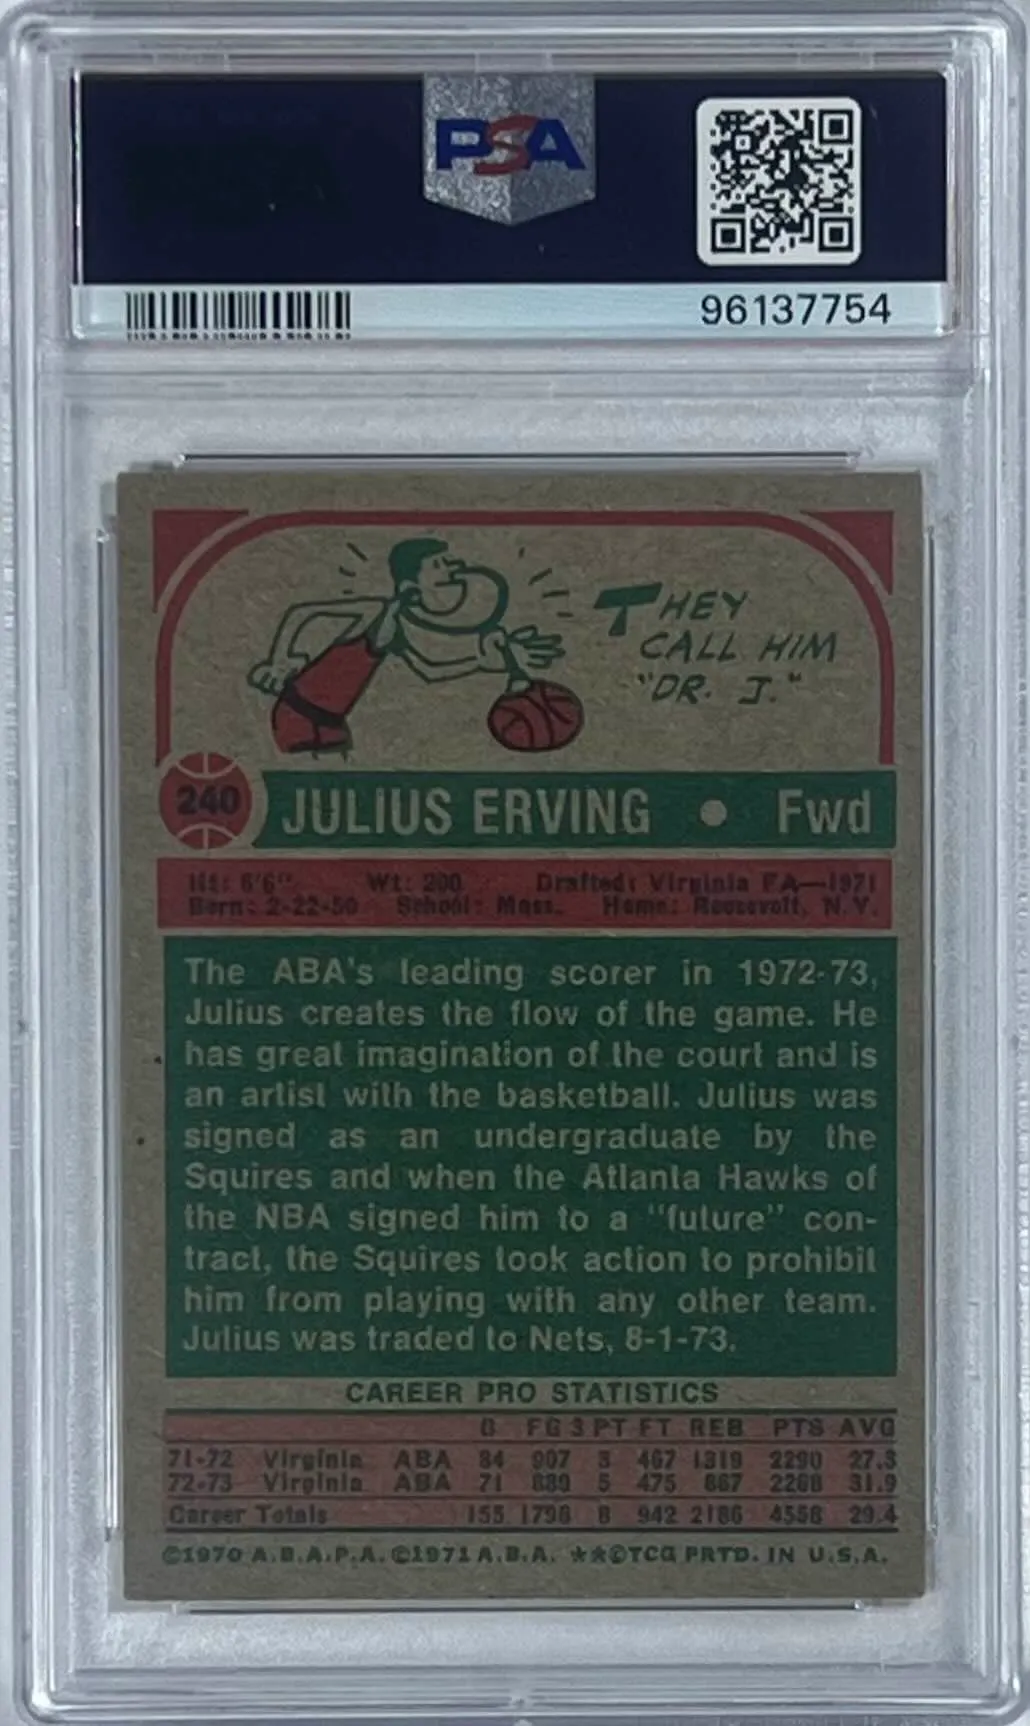 PSA
96137754
THEY
CALL HIM
"DR. J."
240 JULIUS ERVING • Fwd
Ht: 6'6" Wt: 200 Drafted: Virginia FA—1971
Born: 2-22-50 School: Mass. Home: Roosevelt, N.Y.
The ABA's leading scorer in 1972-73,
Julius creates the flow of the game. He
has great imagination of the court and is
an artist with the basketball. Julius was
signed as an undergraduate by the
Squires and when the Atlanta Hawks of
the NBA signed him to a "future" con-
tract, the Squires took action to prohibit
him from playing with any other team.
Julius was traded to Nets, 8-1-73.
CAREER PRO STATISTICS
G FG 3 PT FT REB PTS AVG
71-72 Virginia ABA 84 907 3 467 1319 2290 27.3
72-73 Virginia ABA 71 889 5 475 867 2268 31.9
Career Totals 155 1796 8 942 2186 4558 29.4
©1970 A.B.A.P.A. ©1971 A.B.A. ★★©TCG PRTD. IN U.S.A.